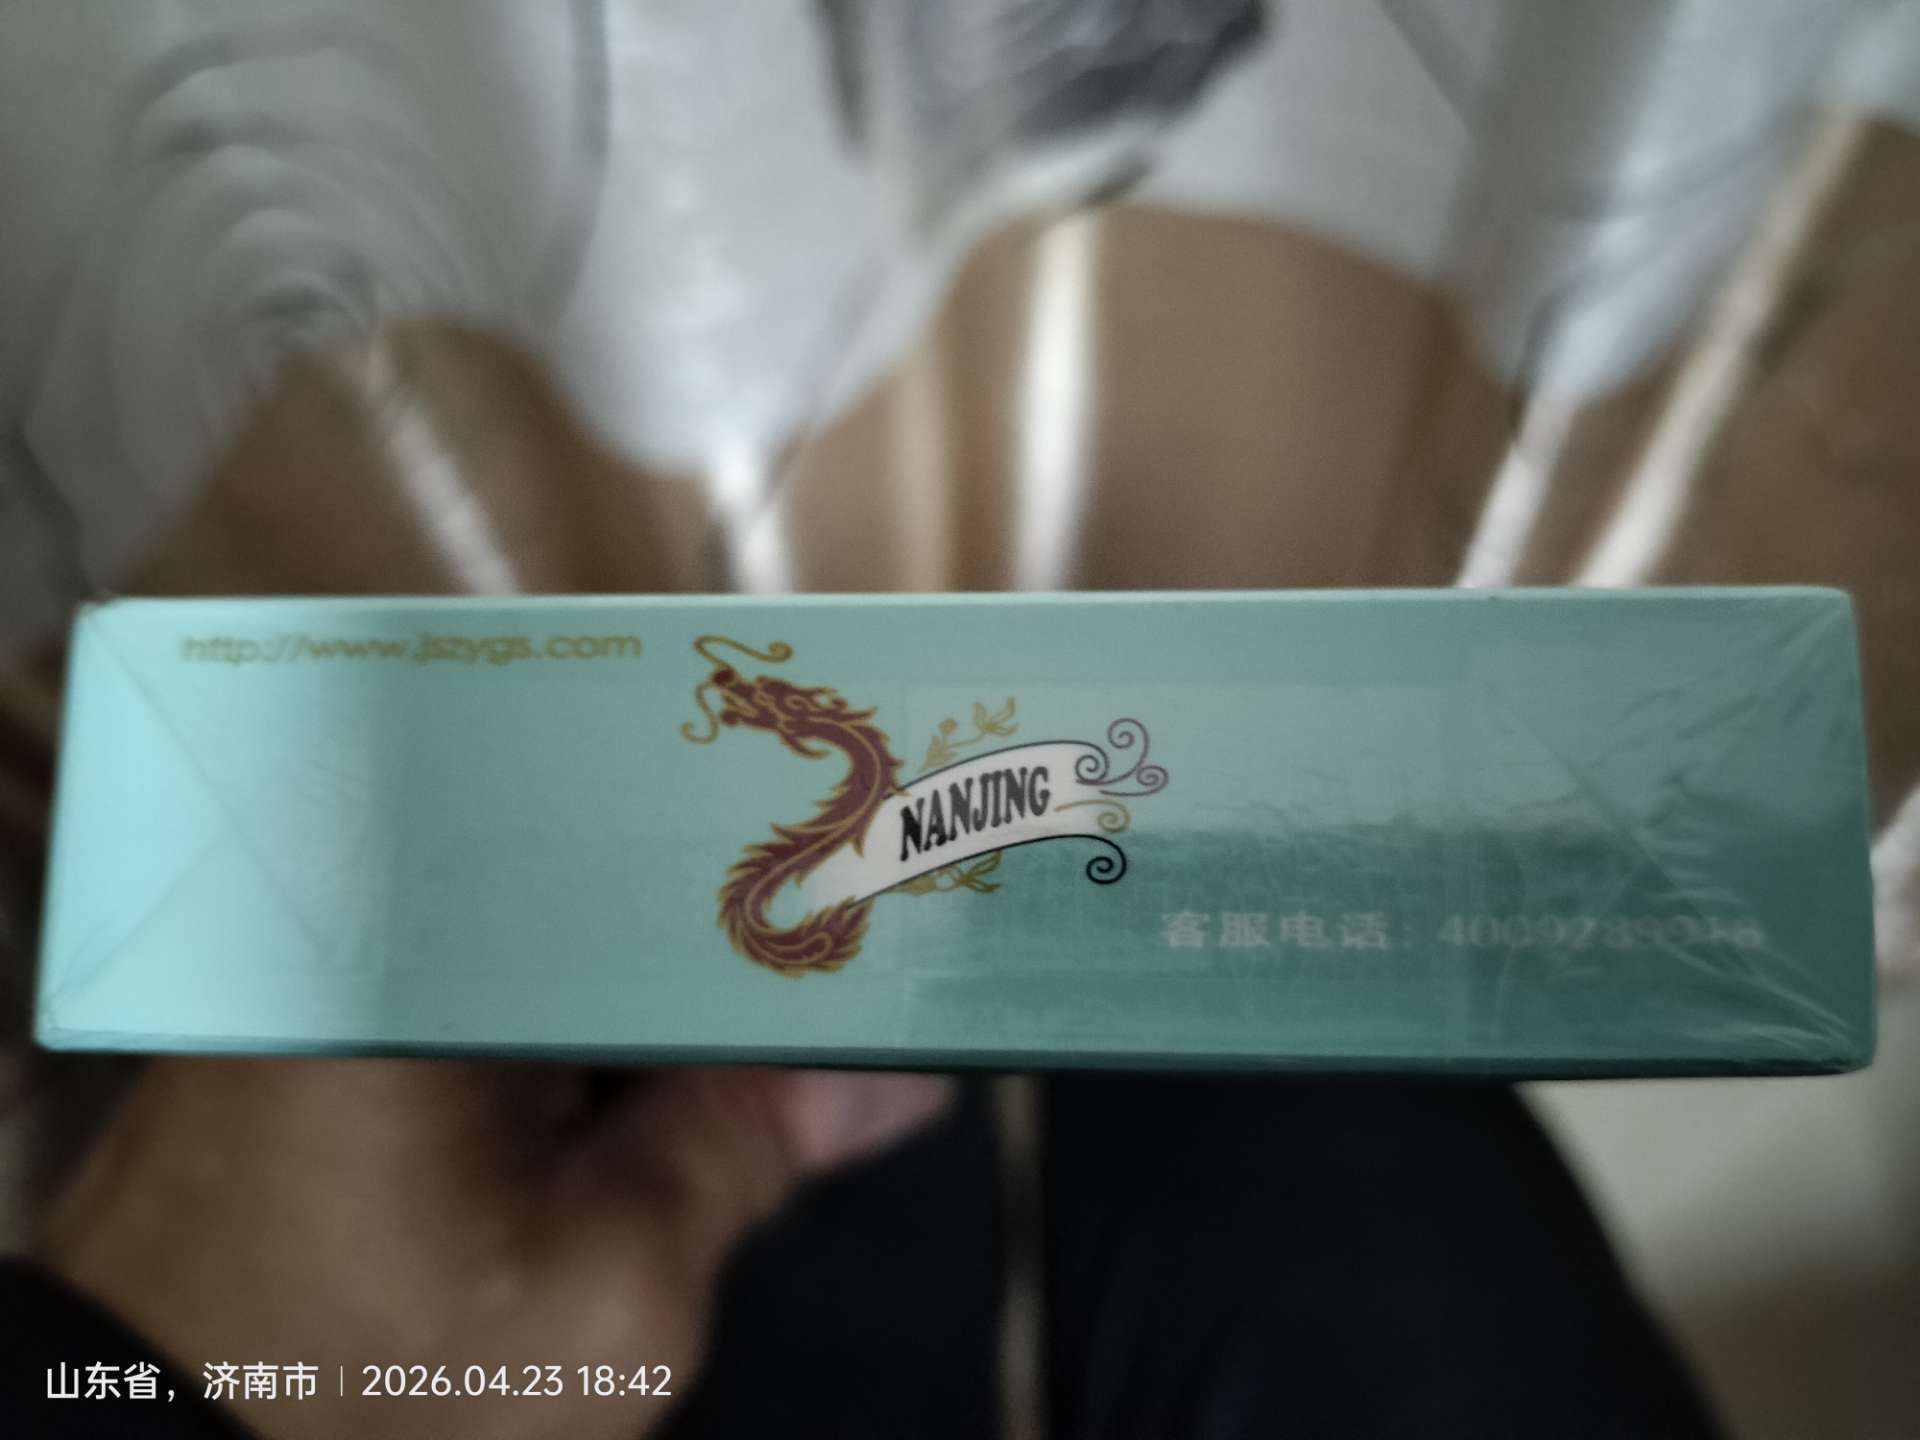 http://www.jszygs.com
NANJING
客服电话: 4009289918
山东省，济南市 | 2026.04.23 18:42